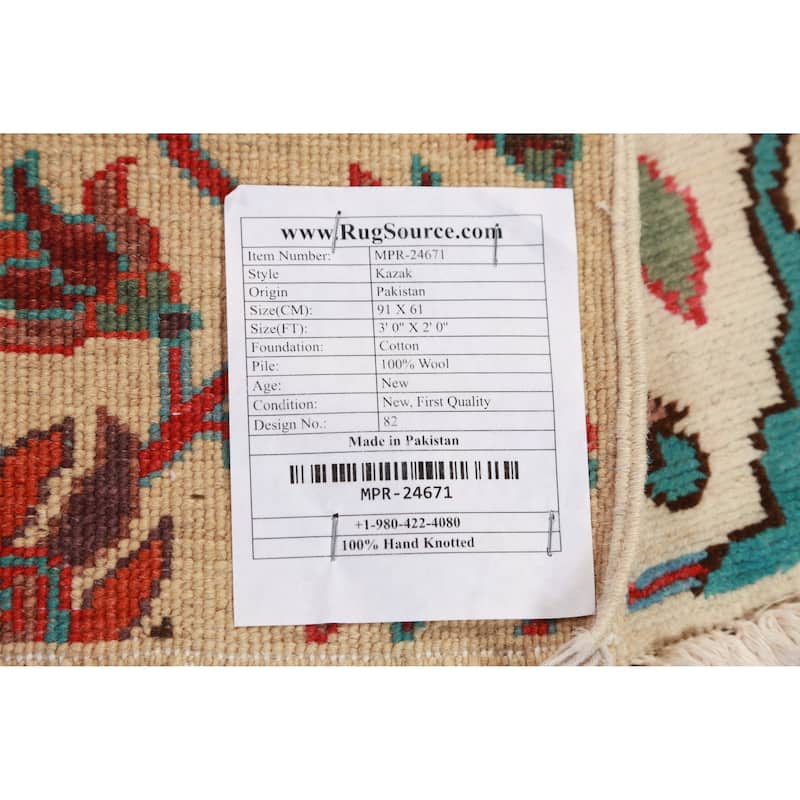 www.RugSource.com
Item Number: MPR-24671
Style Kazak
Origin Pakistan
Size(CM): 91 X 61
Size(FT): 3' 0" X 2' 0"
Foundation: Cotton
Pile: 100% Wool
Age: New
Condition: New, First Quality
Design No.: 82
Made in Pakistan
MPR-24671
+1-980-422-4080
100% Hand Knotted